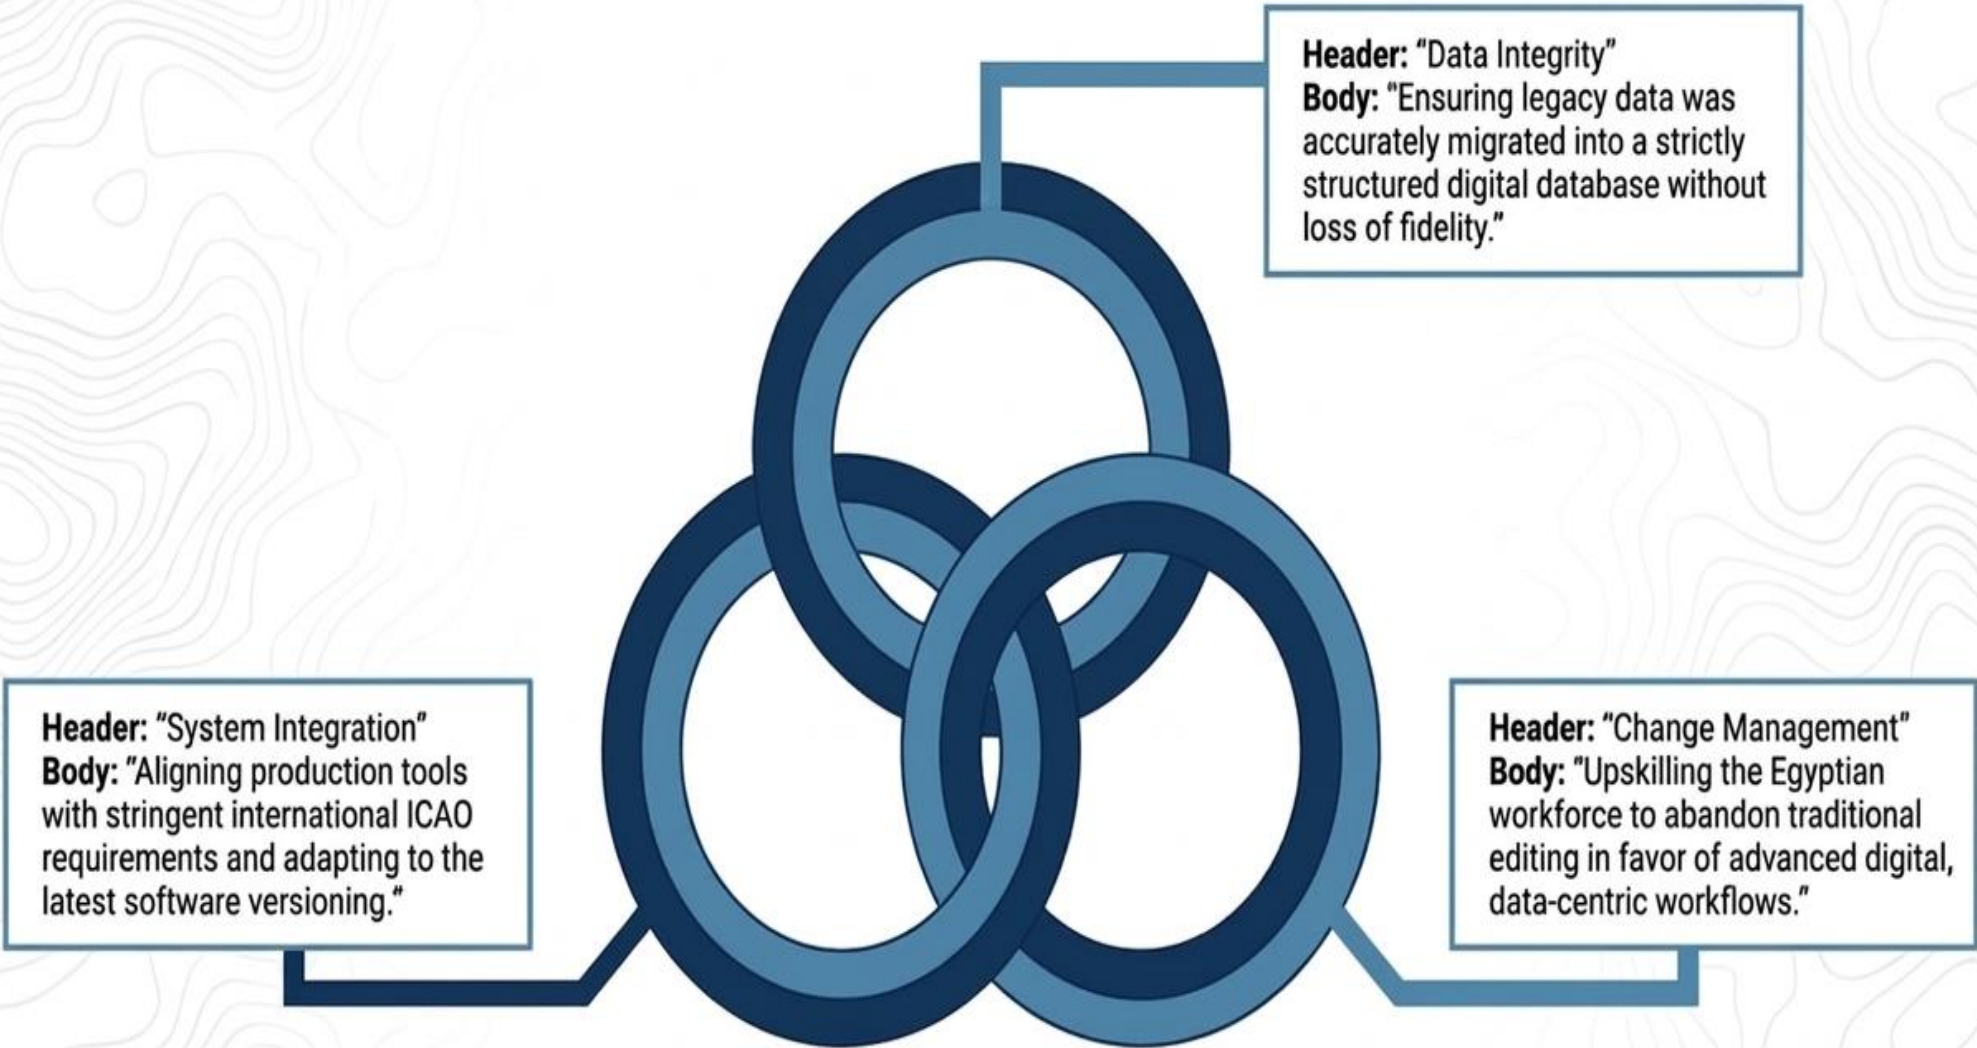 Header: “Data Integrity”
Body: “Ensuring legacy data was
accurately migrated into a strictly
structured digital database without
loss of fidelity.”
Header: “System Integration”
Body: “Aligning production tools
with stringent international ICAO
requirements and adapting to the
latest software versioning.“
Header: “Change Management”
Body: “Upskilling the Egyptian
workforce to abandon traditional
editing in favor of advanced digital,
data-centric workflows.”